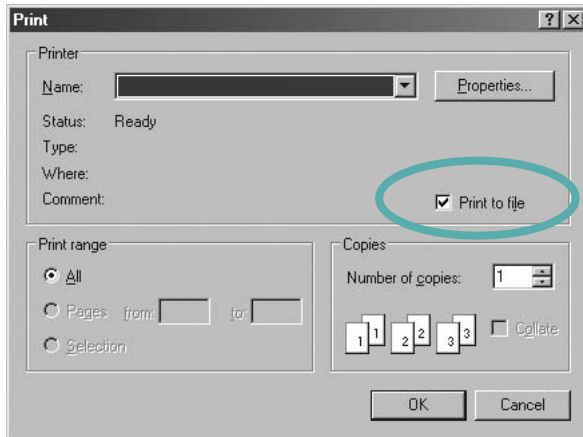 Print
Printer
Name:
Properties...
Status: Ready
Type:
Where:
Comment:
Print to file
Print range
All
Pages from: to:
Selection
Copies
Number of copies: 1
1 1 2 2 3 3
Collate
OK Cancel